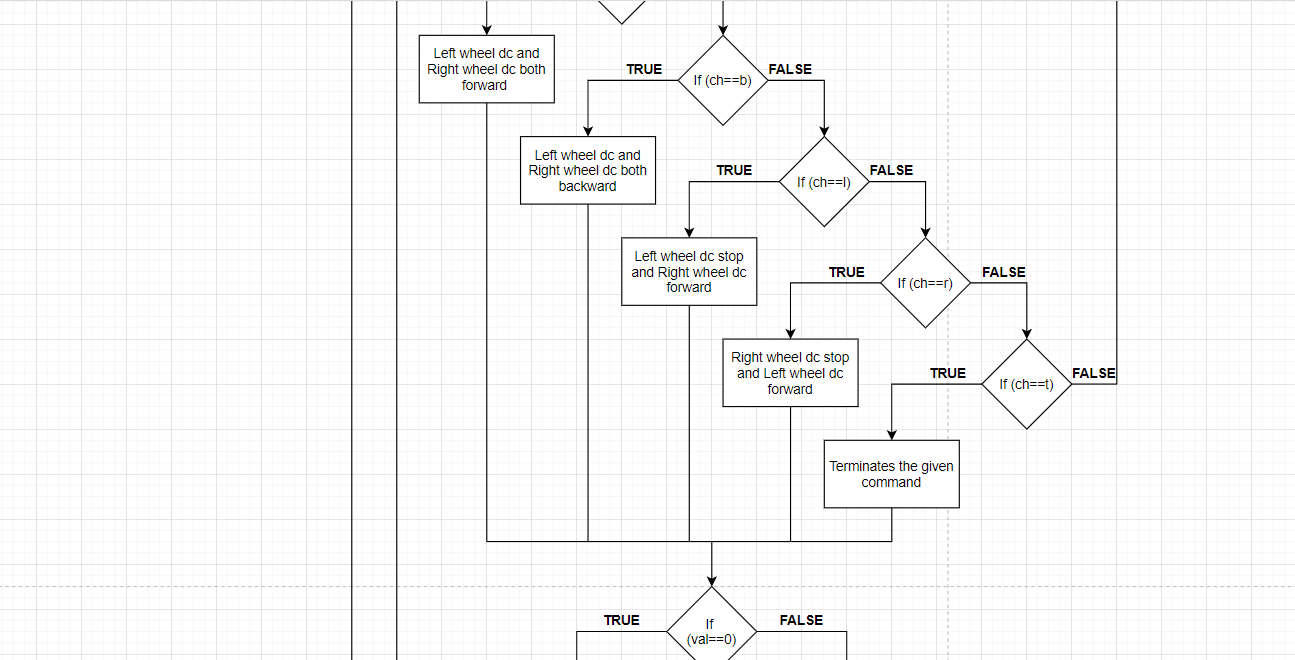 Left wheel dc and
Right wheel dc both
forward
TRUE
If (ch==b)
FALSE
Left wheel dc and
Right wheel dc both
backward
TRUE
If (ch==l)
FALSE
Left wheel dc stop
and Right wheel dc
forward
TRUE
If (ch==r)
FALSE
Right wheel dc stop
and Left wheel dc
forward
TRUE
If (ch==t)
FALSE
Terminates the given
command
TRUE
If
(val==0)
FALSE